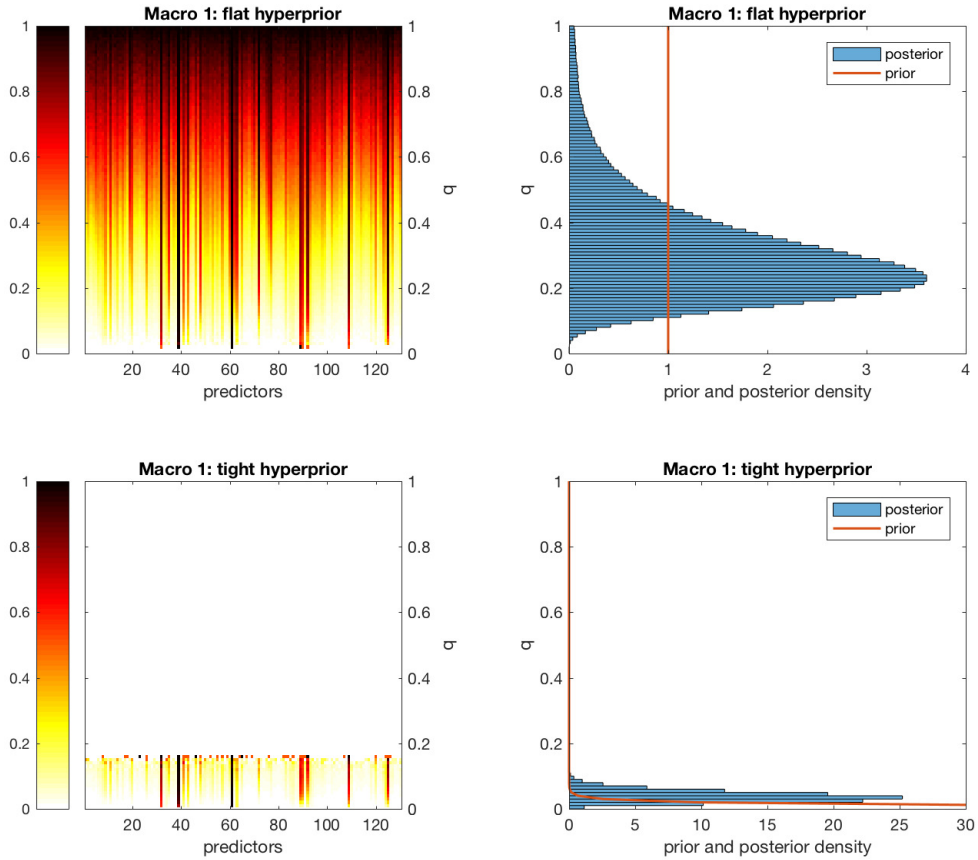 Macro 1: flat hyperprior
1
0.8
0.6
0.4
0.2
0
20 40 60 80 100 120
predictors
1
0.8
0.6
0.4
0.2
0
q
Macro 1: flat hyperprior
posterior
prior
1
0.8
0.6
0.4
0.2
0
0 1 2 3 4
prior and posterior density
q
Macro 1: tight hyperprior
1
0.8
0.6
0.4
0.2
0
20 40 60 80 100 120
predictors
1
0.8
0.6
0.4
0.2
0
q
Macro 1: tight hyperprior
posterior
prior
1
0.8
0.6
0.4
0.2
0
0 5 10 15 20 25 30
prior and posterior density
q